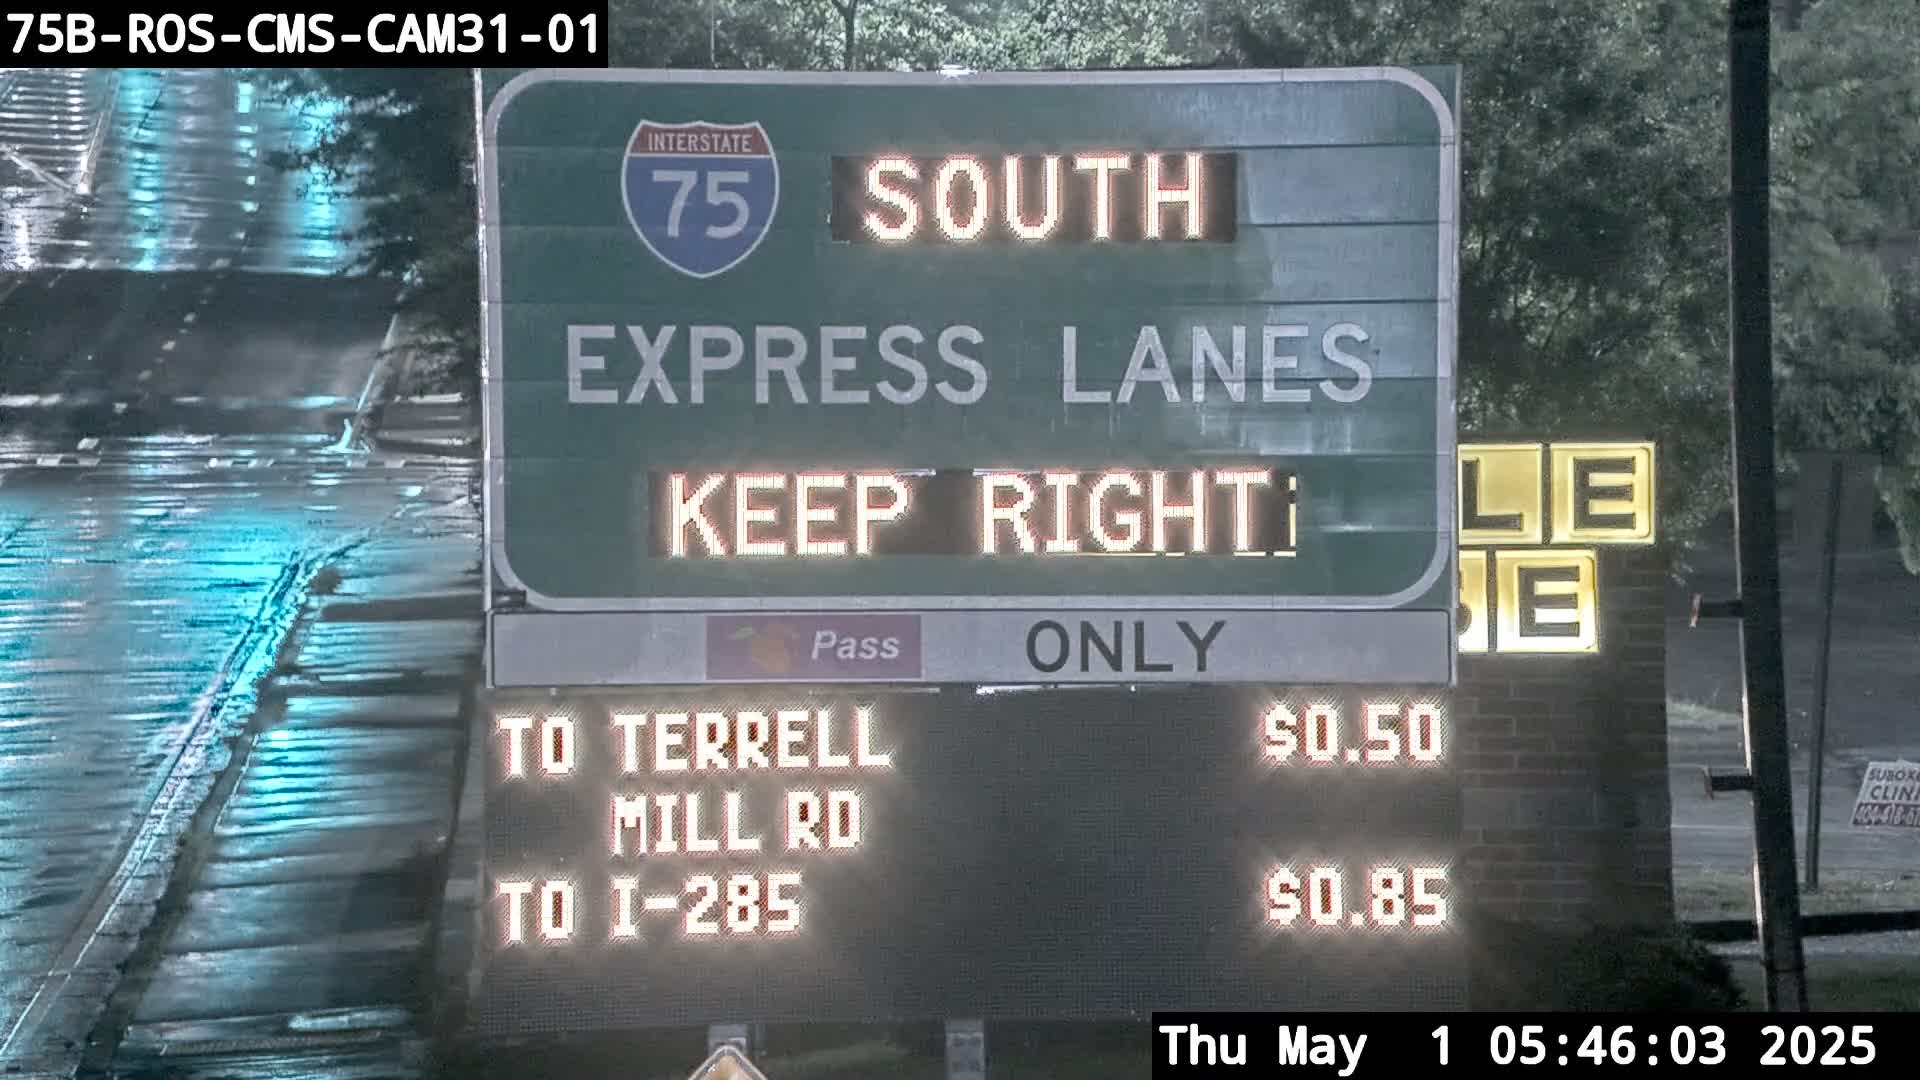 75B-ROS-CMS-CAM31-01
INTERSTATE
75
SOUTH
EXPRESS LANES
KEEP RIGHT
Pass ONLY
TO TERRELL $0.50
MILL RD
TO I-285 $0.85
LE
E
Thu May 1 05:46:03 2025